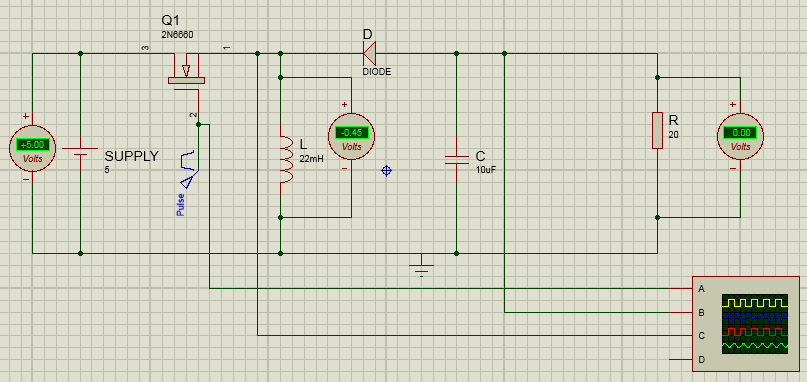 Q1
2N6660
3
1
2
D
DIODE
+
+5.00
Volts
−
SUPPLY
5
Pulse
L
22mH
+
-0.45
Volts
−
C
10uF
R
20
+
0.00
Volts
−
A
B
C
D